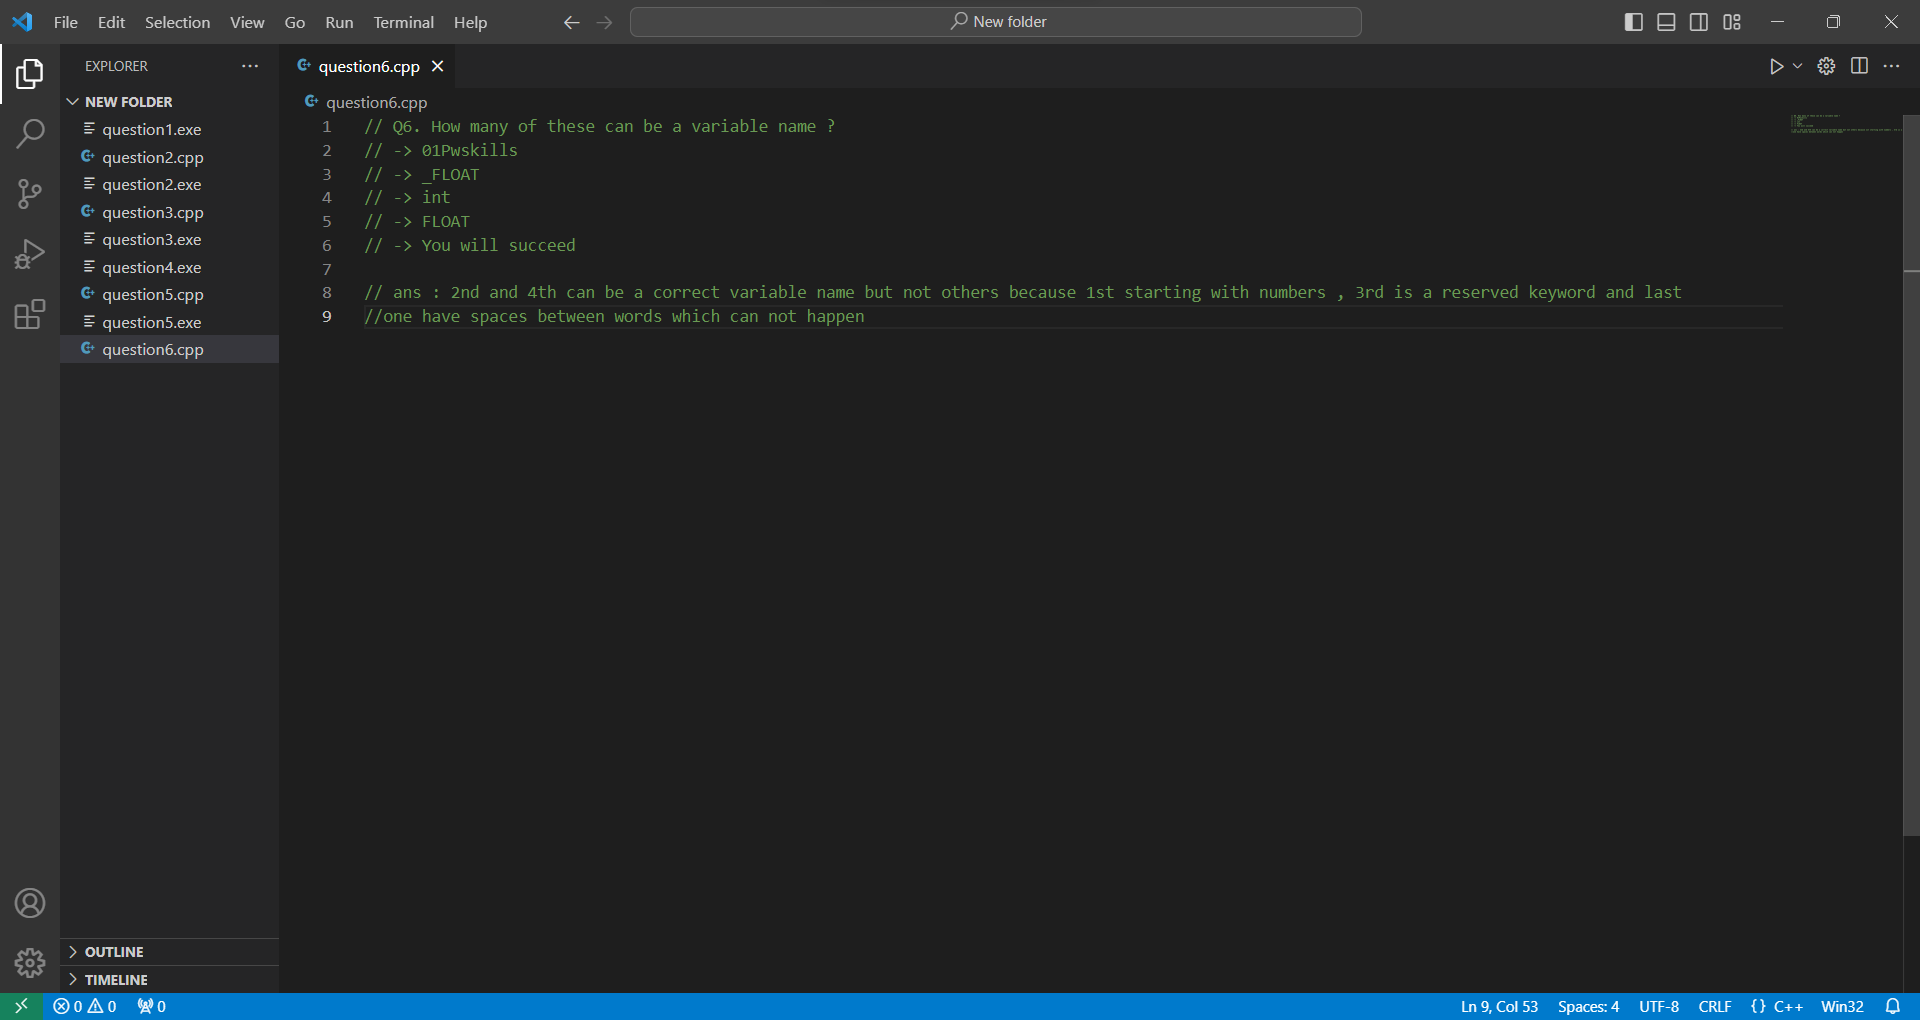 File Edit Selection View Go Run Terminal Help
New folder
EXPLORER
question6.cpp
NEW FOLDER
question1.exe
question2.cpp
question2.exe
question3.cpp
question3.exe
question4.exe
question5.cpp
question5.exe
question6.cpp
OUTLINE
TIMELINE
question6.cpp
1 // Q6. How many of these can be a variable name ?
2 // -> 01Pwskills
3 // -> _FLOAT
4 // -> int
5 // -> FLOAT
6 // -> You will succeed
7
8 // ans : 2nd and 4th can be a correct variable name but not others because 1st starting with numbers , 3rd is a reserved keyword and last
9 //one have spaces between words which can not happen
0 0 0 Ln 9, Col 53 Spaces: 4 UTF-8 CRLF {} C++ Win32